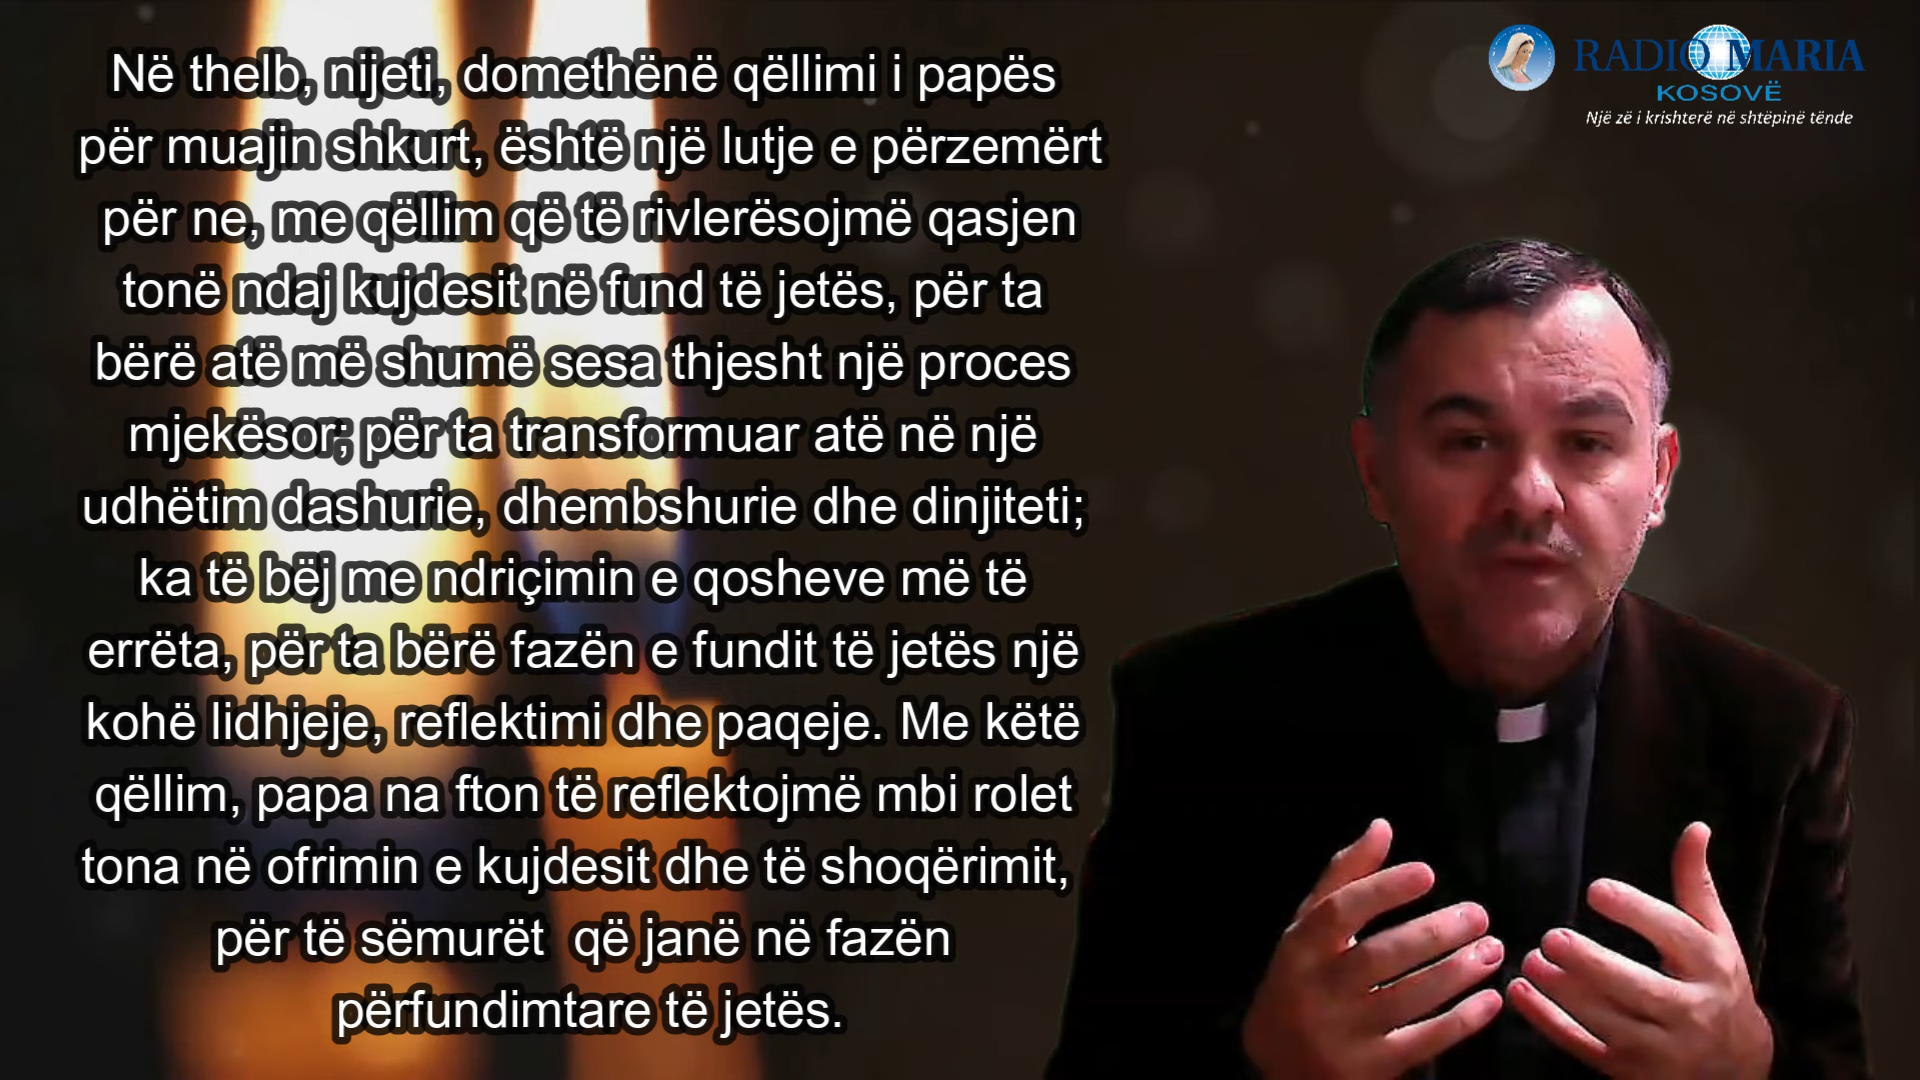 Në thelb, nijeti, domethënë qëllimi i papës
për muajin shkurt, është një lutje e përzemërt
për ne, me qëllim që të rivlerësojmë qasjen
tonë ndaj kujdesit në fund të jetës, për ta
bërë atë më shumë sesa thjesht një proces
mjekësor; për ta transformuar atë në një
udhëtim dashurie, dhembshurie dhe dinjiteti;
ka të bëj me ndriçimin e qosheve më të
errëta, për ta bërë fazën e fundit të jetës një
kohë lidhjeje, reflektimi dhe paqeje. Me këtë
qëllim, papa na fton të reflektojmë mbi rolet
tona në ofrimin e kujdesit dhe të shoqërimit,
për të sëmurët  që janë në fazën
përfundimtare të jetës.
RADIO MARIA
KOSOVË
Një zë i krishterë në shtëpinë tënde